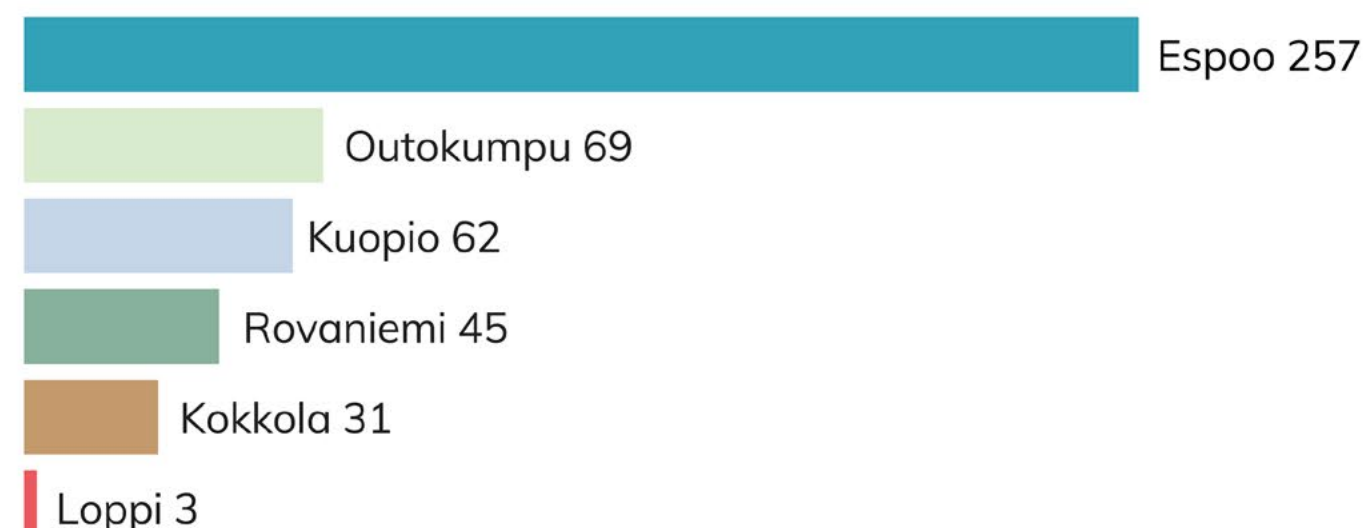 Espoo 257
Outokumpu 69
Kuopio 62
Rovaniemi 45
Kokkola 31
Loppi 3